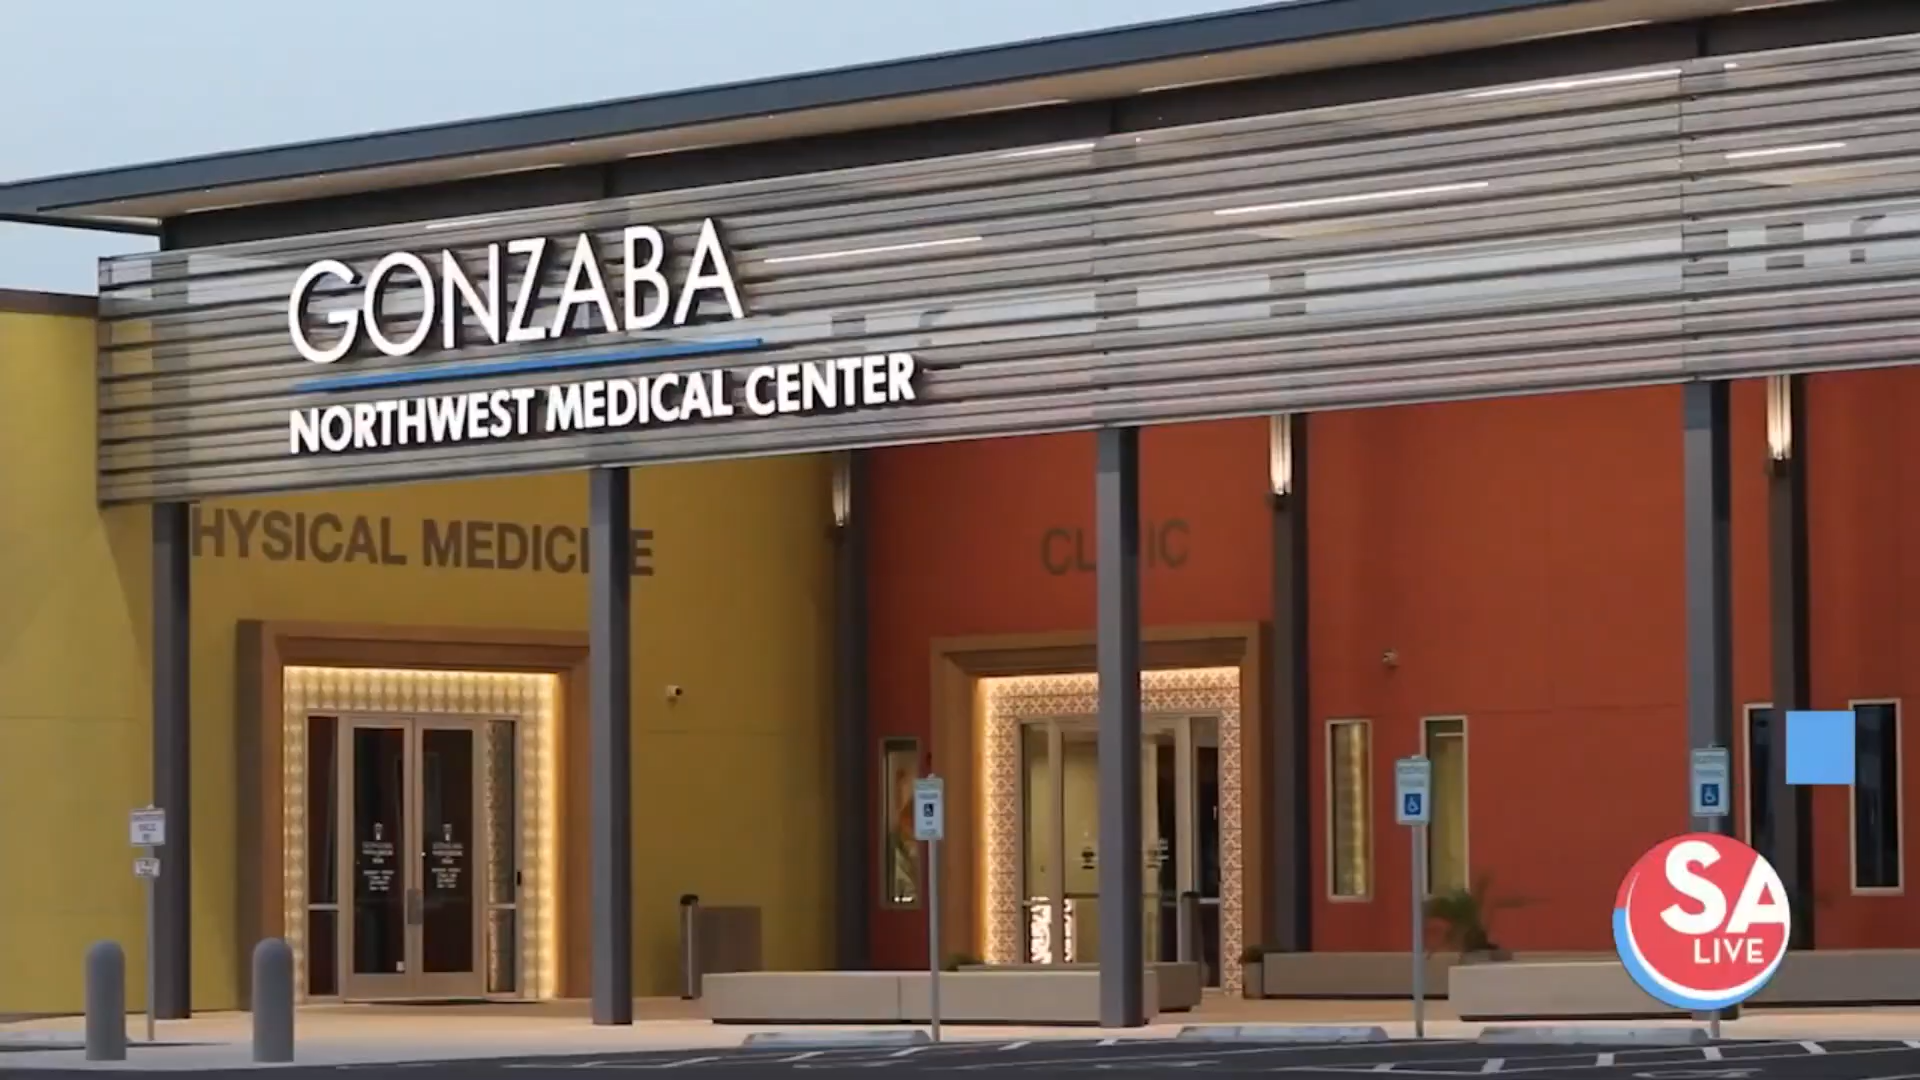 GONZABA
NORTHWEST MEDICAL CENTER
HYSICAL MEDICI E
CL IC
SA
LIVE